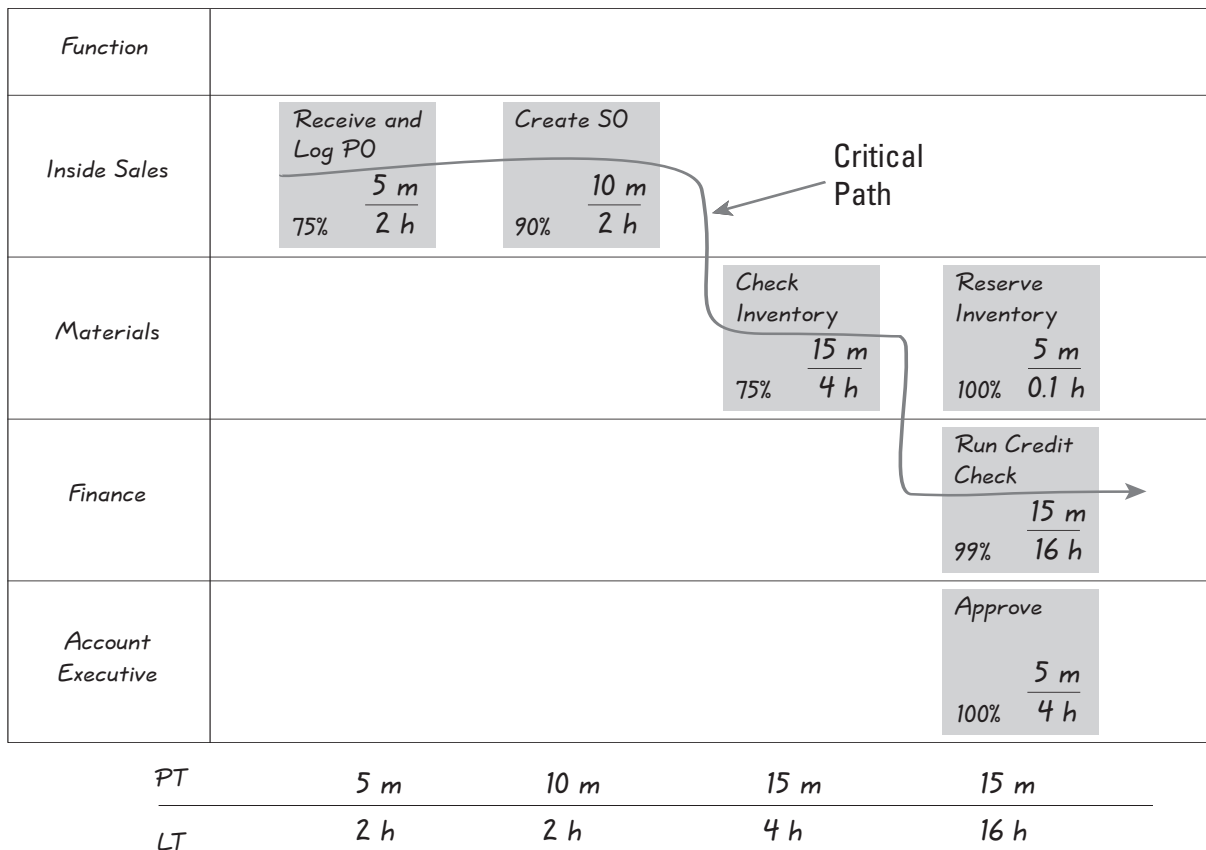 Function
Inside Sales
Receive and
Log PO
5 m
75%
2 h
Create SO
10 m
90%
2 h
Critical
Path
Materials
Check
Inventory
15 m
75%
4 h
Reserve
Inventory
5 m
100%
0.1 h
Finance
Run Credit
Check
15 m
99%
16 h
Account
Executive
Approve
5 m
100%
4 h
PT 5 m 10 m 15 m 15 m
LT 2 h 2 h 4 h 16 h